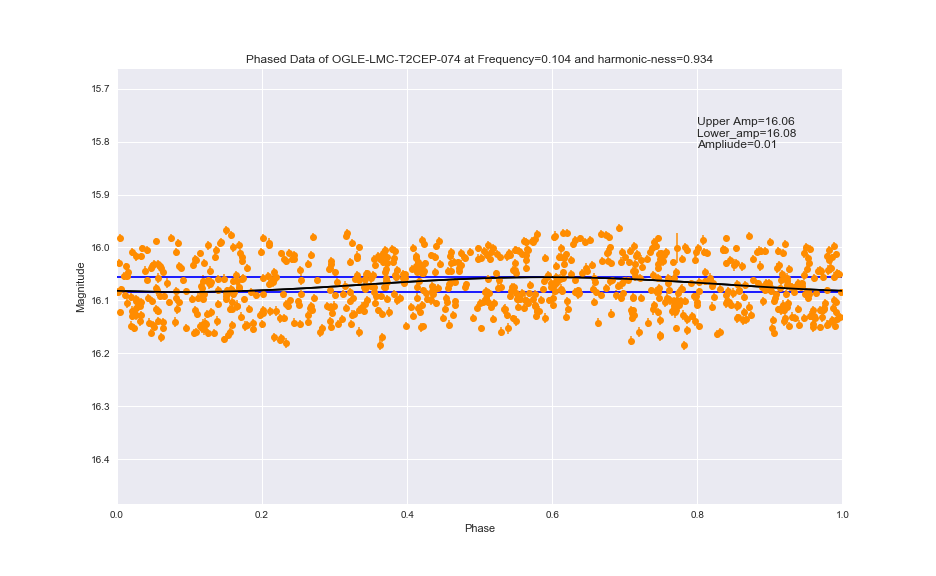 Phased Data of OGLE-LMC-T2CEP-074 at Frequency=0.104 and harmonic-ness=0.934
15.7
Upper Amp=16.06
Lower_amp=16.08
Ampliude=0.01
15.8
15.9
16.0
16.1
16.2
16.3
16.4
Magnitude
0.0 0.2 0.4 0.6 0.8 1.0
Phase